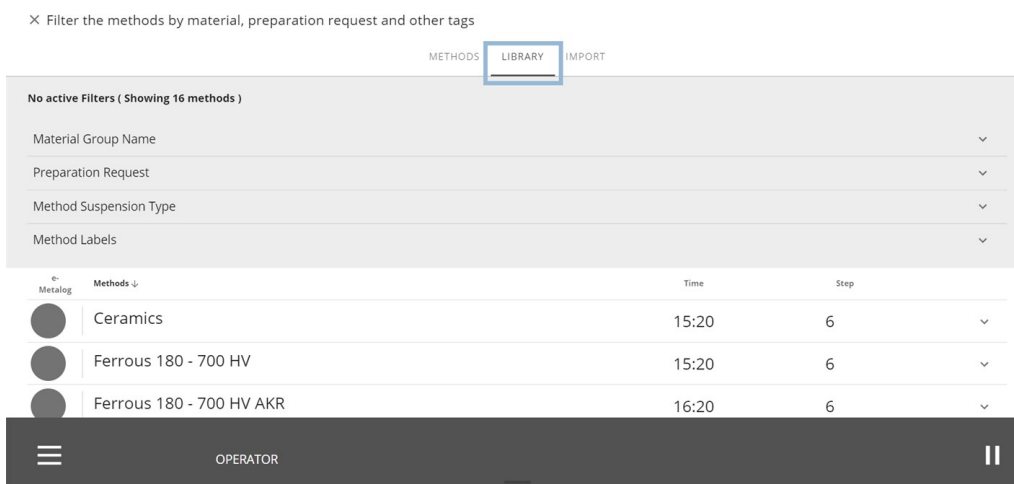 × Filter the methods by material, preparation request and other tags
METHODS LIBRARY IMPORT
No active Filters ( Showing 16 methods )
Material Group Name
Preparation Request
Method Suspension Type
Method Labels
e-
Metalog Methods ↓ Time Step
Ceramics 15:20 6
Ferrous 180 - 700 HV 15:20 6
Ferrous 180 - 700 HV AKR 16:20 6
OPERATOR